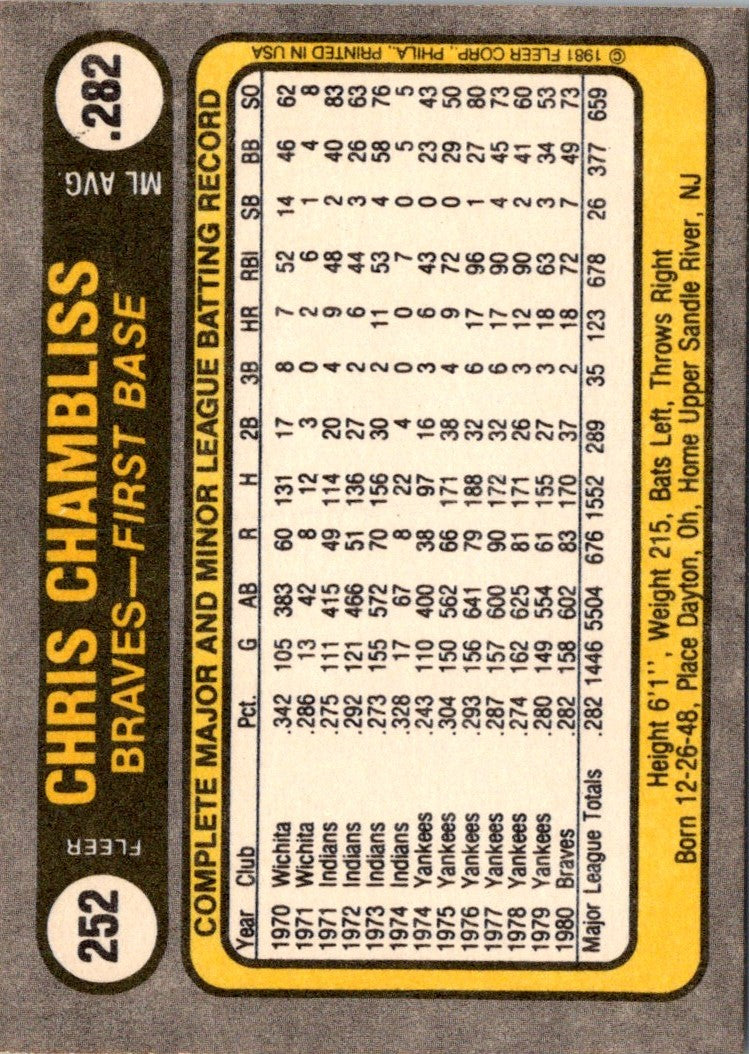 252 FLEER CHRIS CHAMBLISS ML AVG. .282
BRAVES—FIRST BASE
COMPLETE MAJOR AND MINOR LEAGUE BATTING RECORD
Year Club Pct. G AB R H 2B 3B HR RBI SB BB SO
1970 Wichita .342 105 383 60 131 17 8 7 52 14 46 62
1971 Wichita .286 13 42 8 12 3 0 2 6 1 4 8
1971 Indians .275 111 415 49 114 20 4 9 48 2 40 83
1972 Indians .292 121 466 51 136 27 2 6 44 3 26 63
1973 Indians .273 155 572 70 156 30 2 11 53 4 58 76
1974 Indians .328 17 67 8 22 4 0 0 7 0 5 5
1974 Yankees .243 110 400 38 97 16 3 6 43 0 23 43
1975 Yankees .304 150 562 66 171 38 4 9 72 0 29 50
1976 Yankees .293 156 641 79 188 32 6 17 96 1 27 80
1977 Yankees .287 157 600 90 172 32 6 17 90 4 45 73
1978 Yankees .274 162 625 81 171 26 3 12 90 2 41 60
1979 Yankees .280 149 554 61 155 27 3 18 63 3 34 53
1980 Braves .282 158 602 83 170 37 2 18 72 7 49 73
Major League Totals .282 1446 5504 676 1552 289 35 123 678 26 377 659
Height 6'1'', Weight 215, Bats Left, Throws Right
Born 12-26-48, Place Dayton, Oh, Home Upper Sandle River, NJ
© 1981 FLEER CORP., PHILA., PRINTED IN USA